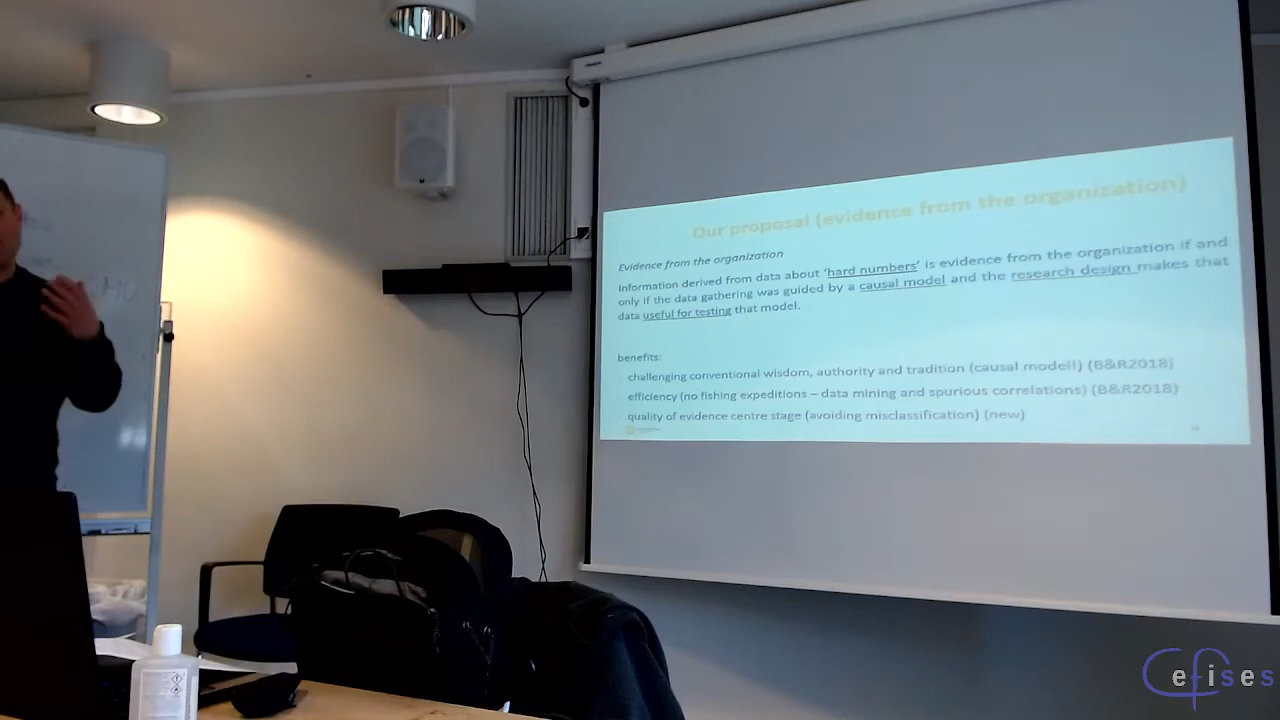 Our proposal (evidence from the organization)
Evidence from the organization
Information derived from data about ‘hard numbers’ is evidence from the organization if and
only if the data gathering was guided by a causal model and the research design makes that
data useful for testing that model.
benefits:
challenging conventional wisdom, authority and tradition (causal modell) (B&R2018)
efficiency (no fishing expeditions – data mining and spurious correlations) (B&R2018)
quality of evidence centre stage (avoiding misclassification) (new)
efises